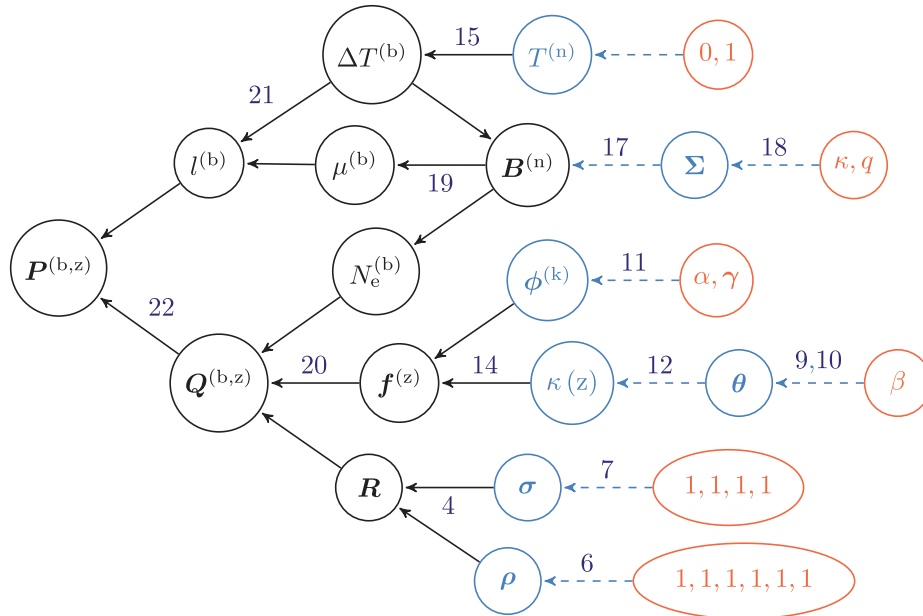 ΔT^(b) 15 T^(n) 0, 1
21
l^(b) μ^(b) 19 B^(n) 17 Σ 18 κ, q
P^(b,z) N_e^(b) ϕ^(k) 11 α, γ
22
Q^(b,z) 20 f^(z) 14 κ (z) 12 θ 9,10 β
R 4 σ 7 1, 1, 1, 1
ρ 6 1, 1, 1, 1, 1, 1